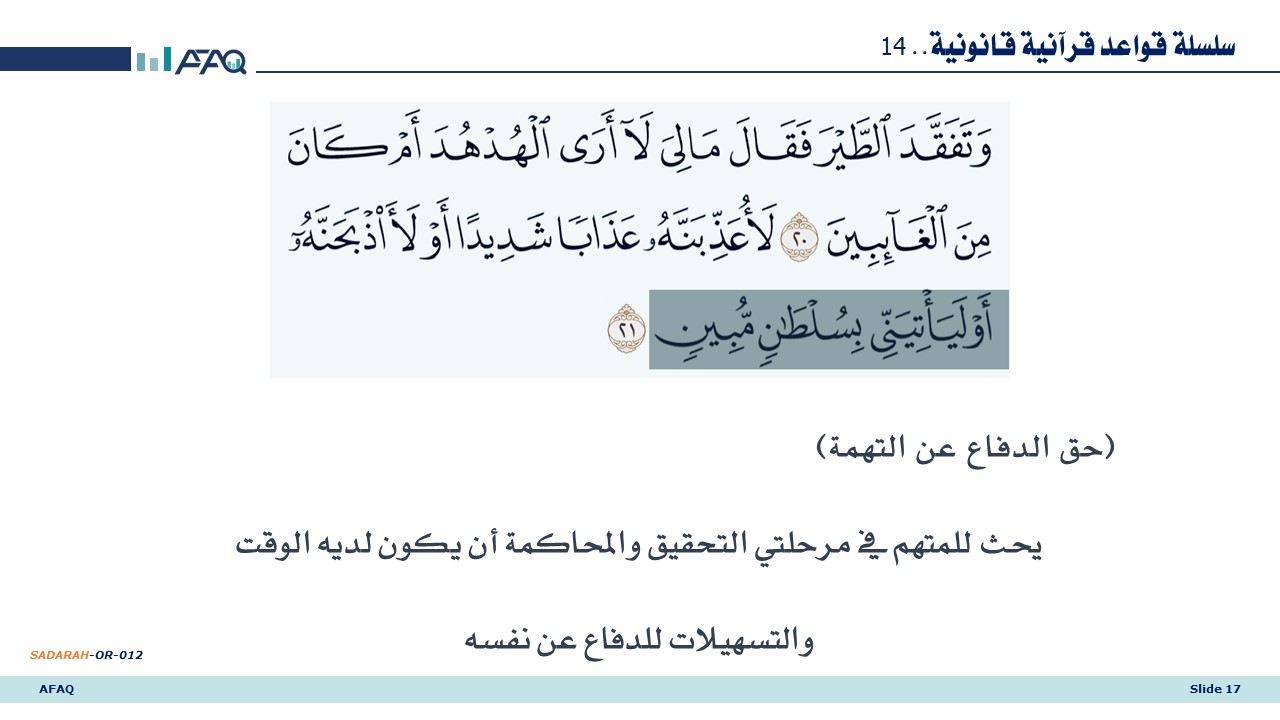 سلسلة قواعد قرآنية قانونية.. 14
AFAQ
وَتَفَقَّدَ ٱلطَّيْرَ فَقَالَ مَالِيَ لَآ أَرَى ٱلْهُدْهُدَ أَمْ كَانَ
مِنَ ٱلْغَآئِبِينَ ٢٠ لَأُعَذِّبَنَّهُۥ عَذَابًا شَدِيدًا أَوْ لَأَا۟ذْبَحَنَّهُۥٓ
أَوْ لَيَأْتِيَنِّي بِسُلْطَٰنٍ مُّبِينٍ ٢١
(حق الدفاع عن التهمة)
يحث للمتهم في مرحلتي التحقيق والمحاكمة أن يكون لديه الوقت
والتسهيلات للدفاع عن نفسه
SADARAH-OR-012
AFAQ
Slide 17